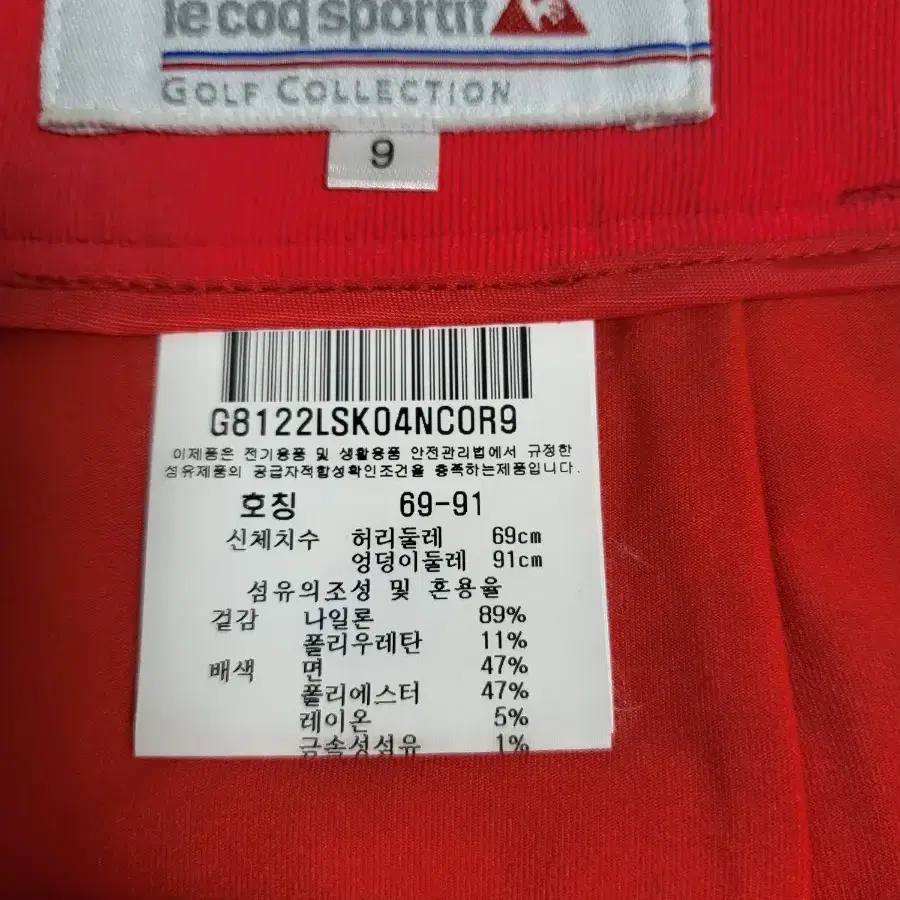 le coq sportif
GOLF COLLECTION
9
G8122LSK04NCOR9
이제품은 전기용품 및 생활용품 안전관리법에서 규정한
섬유제품의 공급자적합성확인조건을 충족하는제품입니다.
호칭 69-91
신체치수 허리둘레 69cm
엉덩이둘레 91cm
섬유의조성 및 혼용율
겉감 나일론 89%
폴리우레탄 11%
배색 면 47%
폴리에스터 47%
레이온 5%
금속성섬유 1%